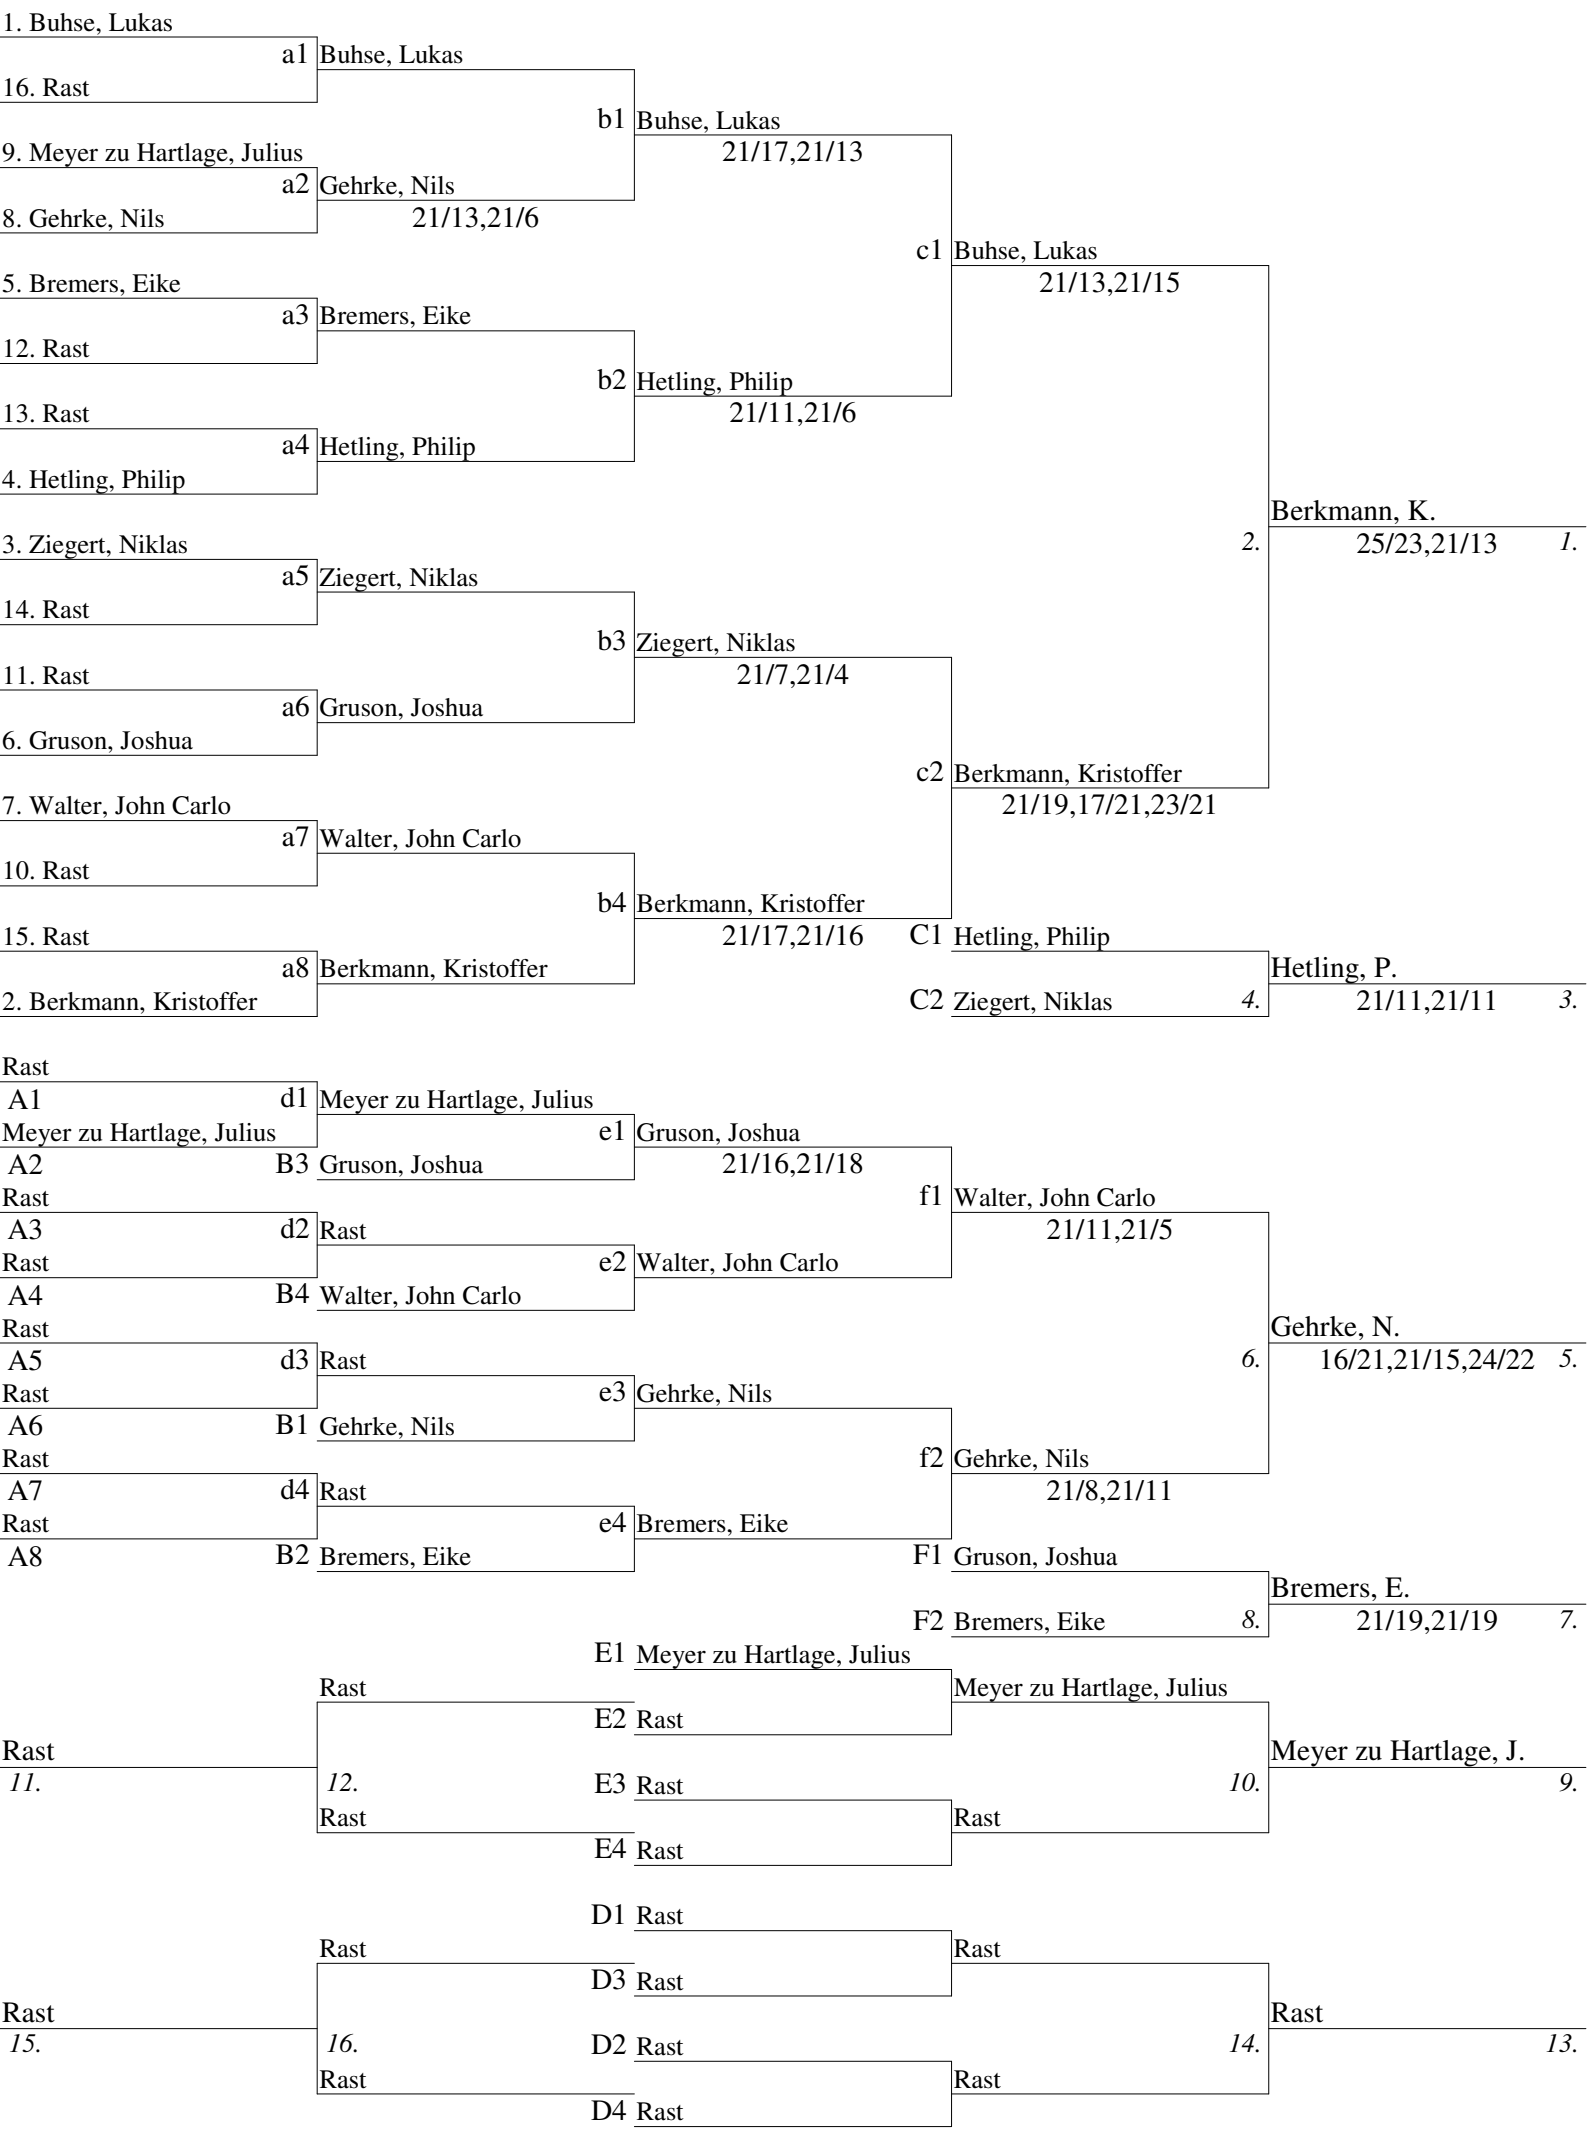 1. Buhse, Lukas
a1 Buhse, Lukas
16. Rast
b1 Buhse, Lukas
21/17,21/13
9. Meyer zu Hartlage, Julius
a2 Gehrke, Nils
8. Gehrke, Nils
21/13,21/6
c1 Buhse, Lukas
21/13,21/15
5. Bremers, Eike
a3 Bremers, Eike
12. Rast
b2 Hetling, Philip
21/11,21/6
13. Rast
a4 Hetling, Philip
4. Hetling, Philip
Berkmann, K.
2.
25/23,21/13
1.
3. Ziegert, Niklas
a5 Ziegert, Niklas
14. Rast
b3 Ziegert, Niklas
21/7,21/4
11. Rast
a6 Gruson, Joshua
6. Gruson, Joshua
c2 Berkmann, Kristoffer
21/19,17/21,23/21
7. Walter, John Carlo
a7 Walter, John Carlo
10. Rast
b4 Berkmann, Kristoffer
21/17,21/16
15. Rast
a8 Berkmann, Kristoffer
2. Berkmann, Kristoffer
C1 Hetling, Philip
Hetling, P.
C2 Ziegert, Niklas
4.
21/11,21/11
3.
Rast
A1
d1 Meyer zu Hartlage, Julius
Meyer zu Hartlage, Julius
e1 Gruson, Joshua
A2
B3 Gruson, Joshua
21/16,21/18
Rast
f1 Walter, John Carlo
A3
d2 Rast
21/11,21/5
Rast
e2 Walter, John Carlo
A4
B4 Walter, John Carlo
Rast
Gehrke, N.
A5
d3 Rast
6.
16/21,21/15,24/22
5.
Rast
e3 Gehrke, Nils
A6
B1 Gehrke, Nils
Rast
f2 Gehrke, Nils
A7
d4 Rast
21/8,21/11
Rast
e4 Bremers, Eike
A8
B2 Bremers, Eike
F1 Gruson, Joshua
Bremers, E.
F2 Bremers, Eike
8.
21/19,21/19
7.
E1 Meyer zu Hartlage, Julius
Rast
Meyer zu Hartlage, Julius
E2 Rast
Rast
Meyer zu Hartlage, J.
11.
12.
E3 Rast
10.
9.
Rast
Rast
E4 Rast
D1 Rast
Rast
Rast
D3 Rast
Rast
Rast
15.
16.
D2 Rast
14.
13.
Rast
Rast
D4 Rast